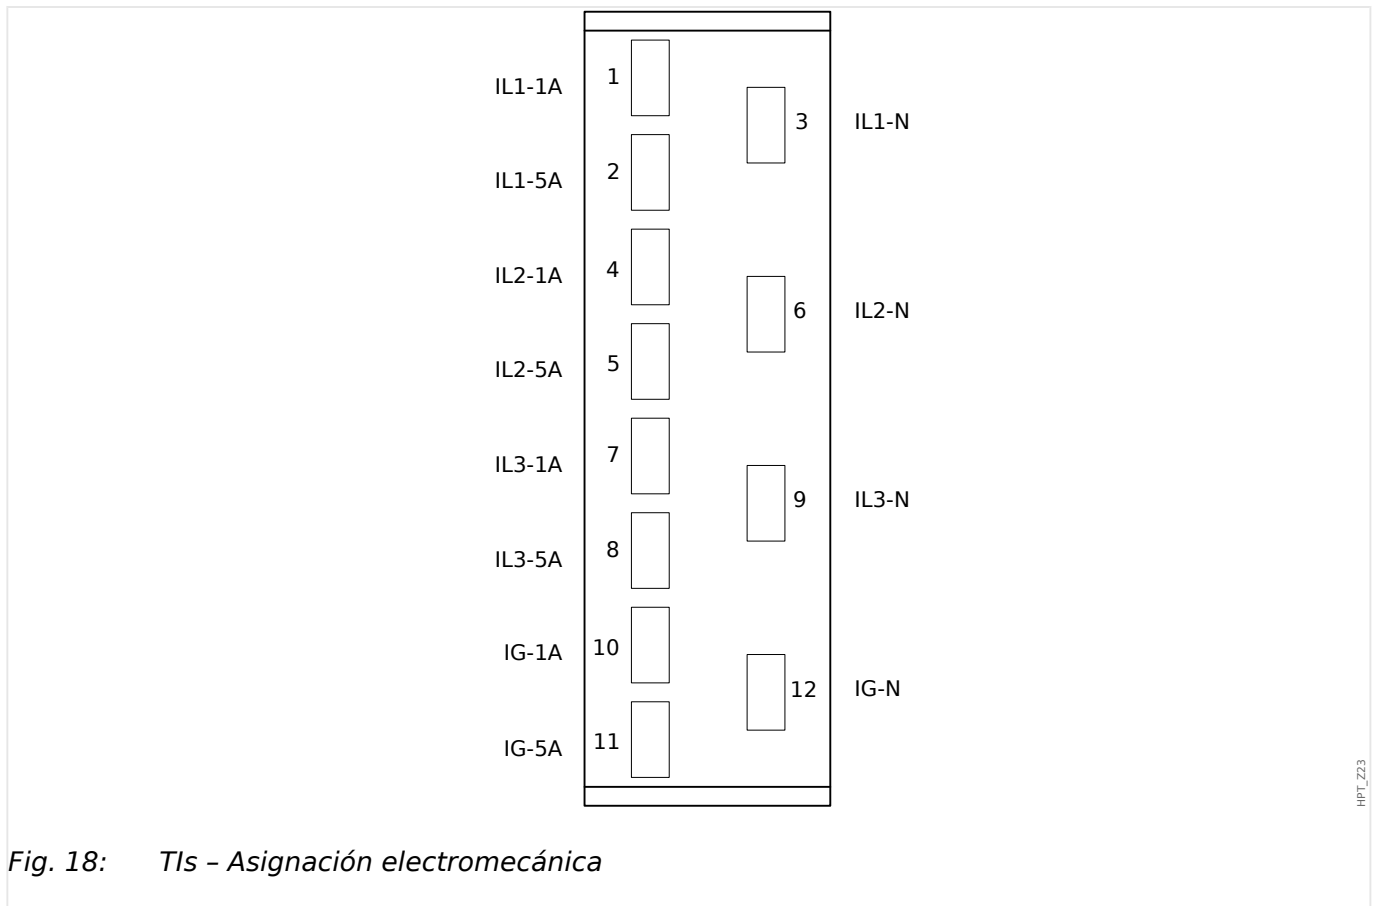 IL1-1A 1
3 IL1-N
IL1-5A 2
IL2-1A 4
6 IL2-N
IL2-5A 5
IL3-1A 7
9 IL3-N
IL3-5A 8
IG-1A 10
12 IG-N
IG-5A 11
HPT_Z23
Fig. 18: TIs – Asignación electromecánica